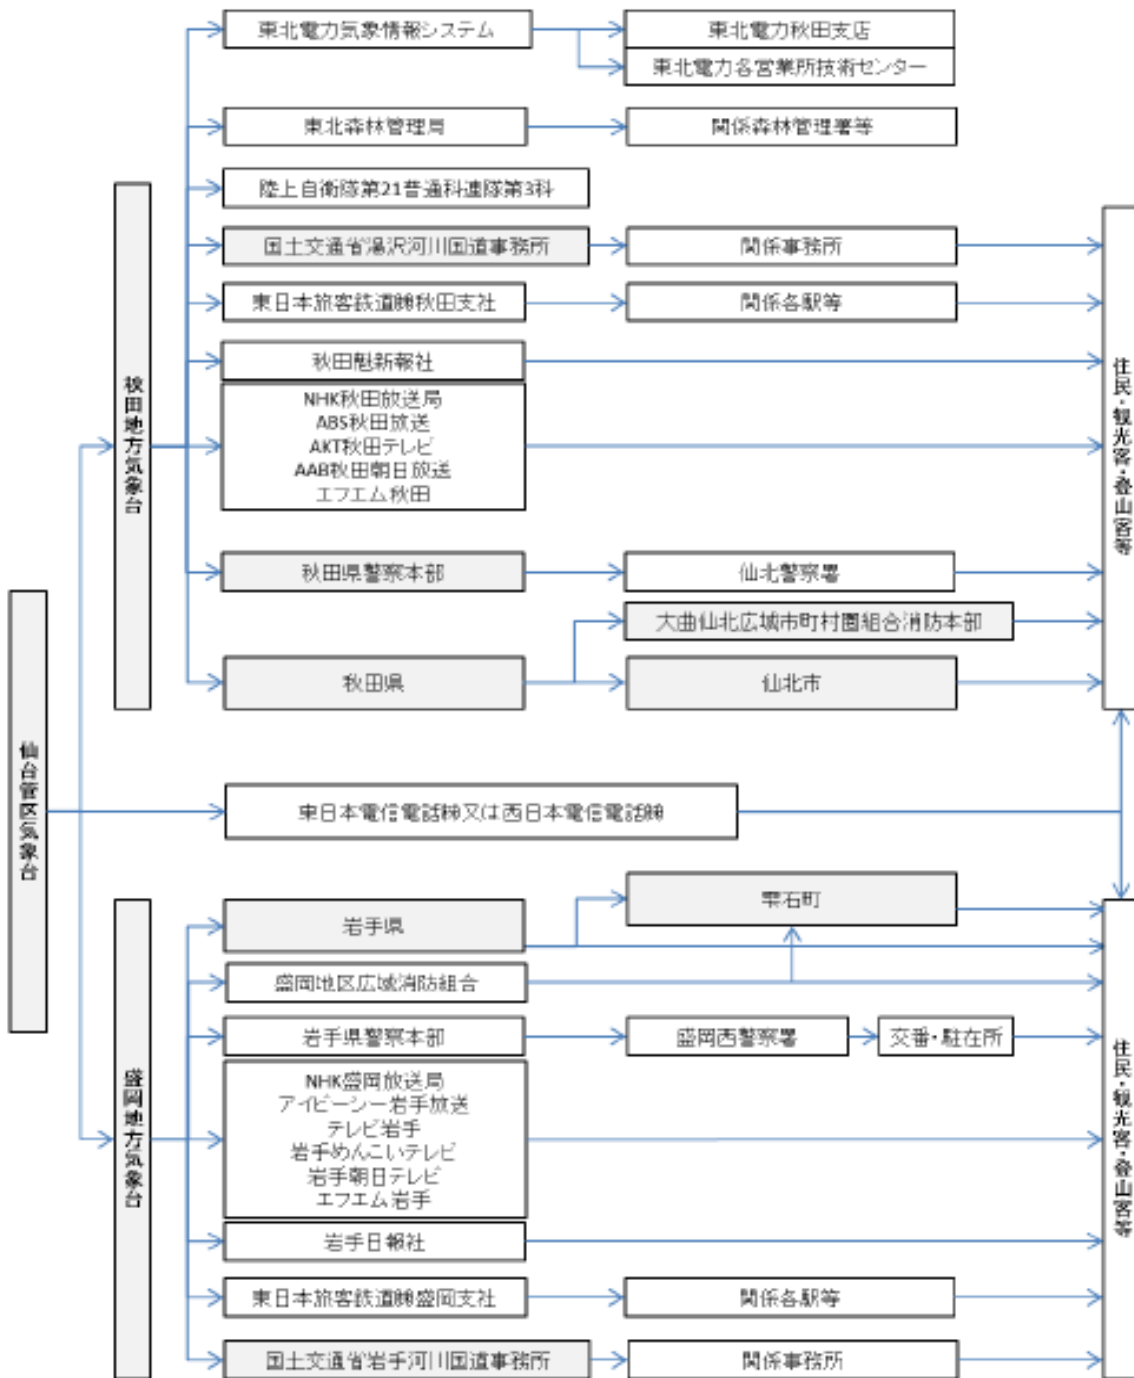 東北電力気象情報システム
東北電力秋田支店
東北電力各営業所技術センター
東北森林管理局
関係森林管理署等
陸上自衛隊第21普通科連隊第3科
国土交通省湯沢河川国道事務所
関係事務所
東日本旅客鉄道㈱秋田支社
関係各駅等
秋田魁新報社
NHK秋田放送局
ABS秋田放送
AKT秋田テレビ
AAB秋田朝日放送
エフエム秋田
秋田地方気象台
住民・観光客・登山客等
秋田県警察本部
仙北警察署
大曲仙北広域市町村圏組合消防本部
秋田県
仙北市
仙台管区気象台
東日本電信電話㈱又は西日本電信電話㈱
岩手県
雫石町
盛岡地区広域消防組合
岩手県警察本部
盛岡西警察署
交番・駐在所
盛岡地方気象台
NHK盛岡放送局
アイビーシー岩手放送
テレビ岩手
岩手めんこいテレビ
岩手朝日テレビ
エフエム岩手
住民・観光客・登山客等
岩手日報社
東日本旅客鉄道㈱盛岡支社
関係各駅等
国土交通省岩手河川国道事務所
関係事務所